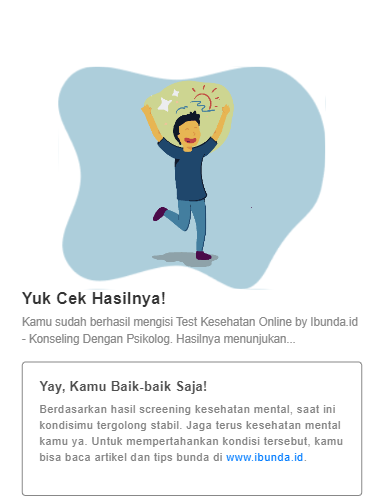 Yuk Cek Hasilnya!
Kamu sudah berhasil mengisi Test Kesehatan Online by Ibunda.id
- Konseling Dengan Psikolog. Hasilnya menunjukan...
Yay, Kamu Baik-baik Saja!
Berdasarkan hasil screening kesehatan mental, saat ini
kondisimu tergolong stabil. Jaga terus kesehatan mental
kamu ya. Untuk mempertahankan kondisi tersebut, kamu
bisa baca artikel dan tips bunda di www.ibunda.id.